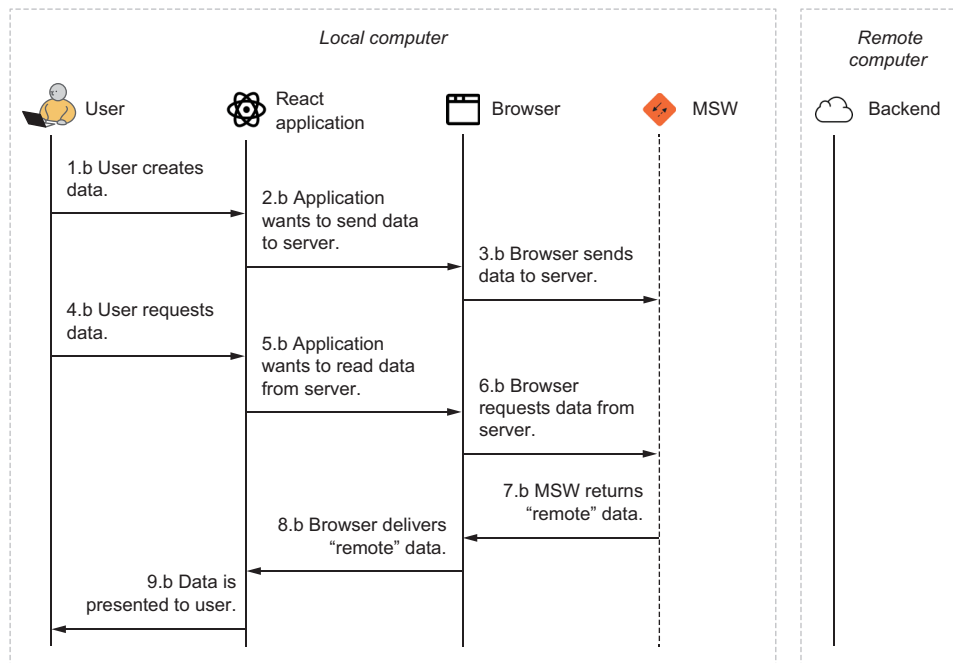 Local computer
Remote
computer
User
React
application
Browser
MSW
Backend
1.b User creates
data.
2.b Application
wants to send data
to server.
3.b Browser sends
data to server.
4.b User requests
data.
5.b Application
wants to read data
from server.
6.b Browser
requests data from
server.
7.b MSW returns
“remote” data.
8.b Browser delivers
“remote” data.
9.b Data is
presented to user.